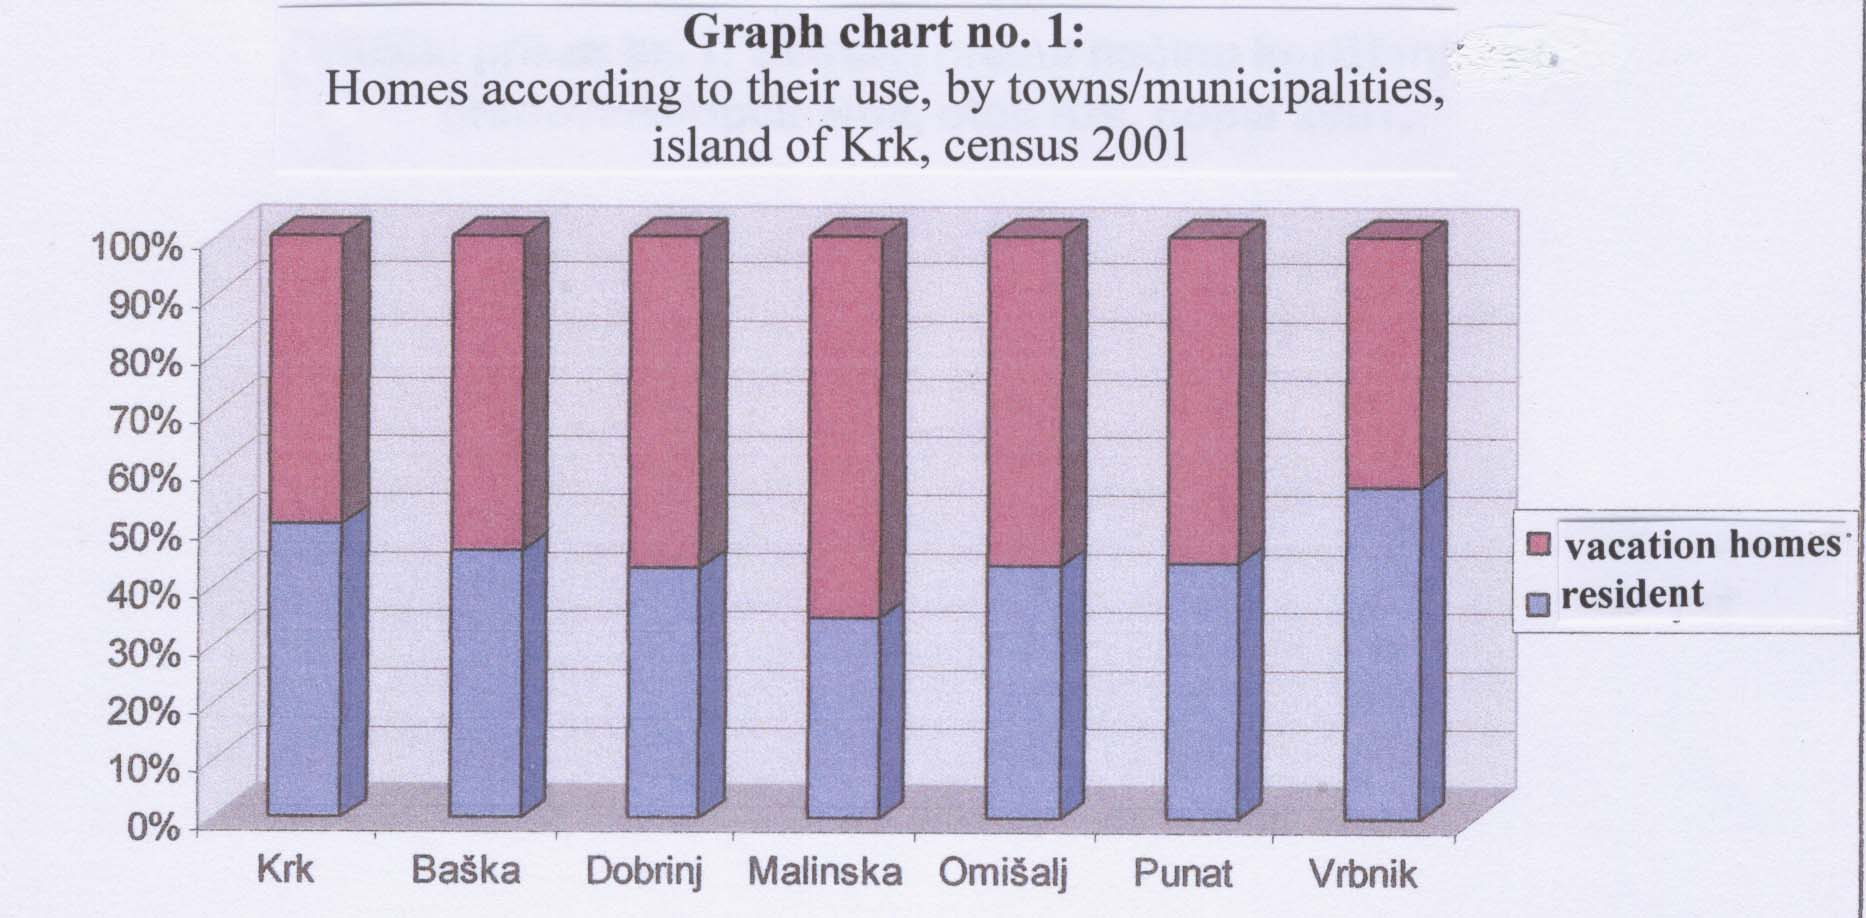 Graph chart no. 1:
Homes according to their use, by towns/municipalities,
island of Krk, census 2001
100%
90%
80%
70%
60%
50%
40%
30%
20%
10%
0%
Krk Baška Dobrinj Malinska Omišalj Punat Vrbnik
vacation homes
resident